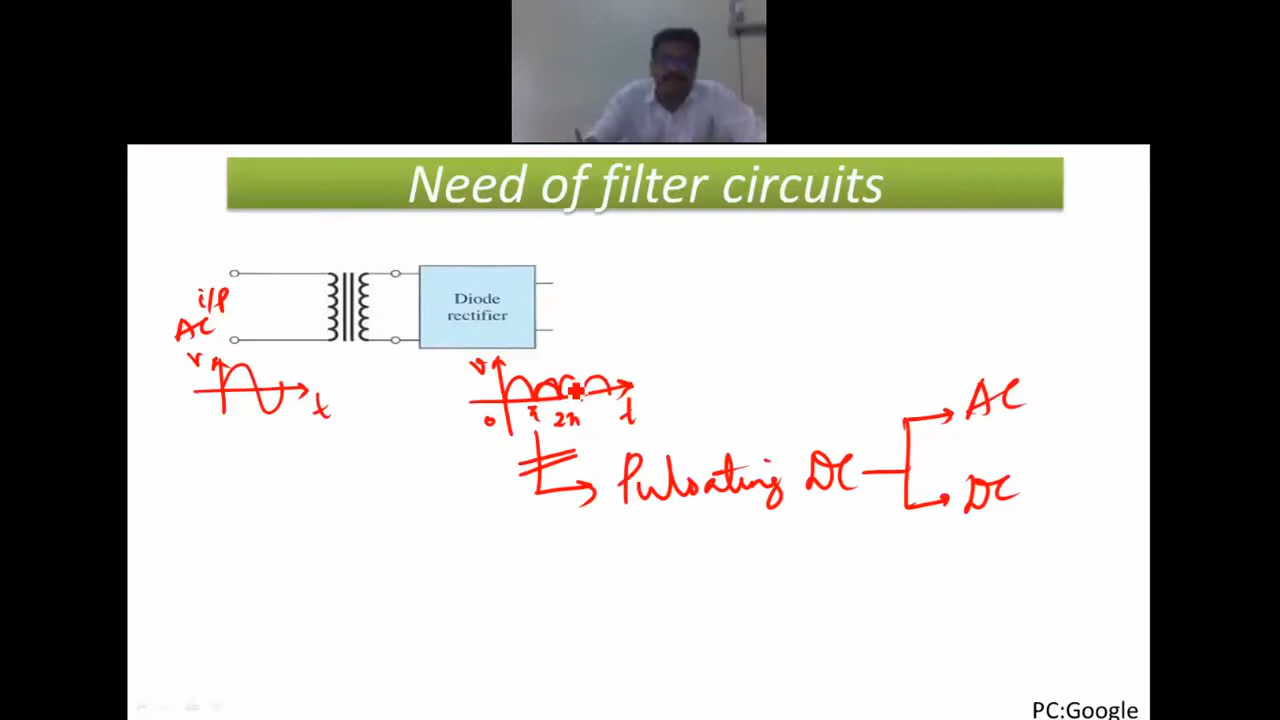 Need of filter circuits
i/p
AC
Diode
rectifier
V
t
V
0
π
2π
t
Pulsating DC
AC
DC
PC:Google